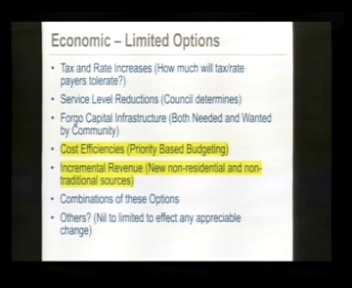 Economic – Limited Options
• Tax and Rate Increases (How much will tax/rate
payers tolerate?)
• Service Level Reductions (Council determines)
• Forgo Capital Infrastructure (Both Needed and Wanted
by Community)
• Cost Efficiencies (Priority Based Budgeting)
• Incremental Revenue (New non-residential and non-
traditional sources)
• Combinations of these Options
• Others? (Nil to limited to effect any appreciable
change)